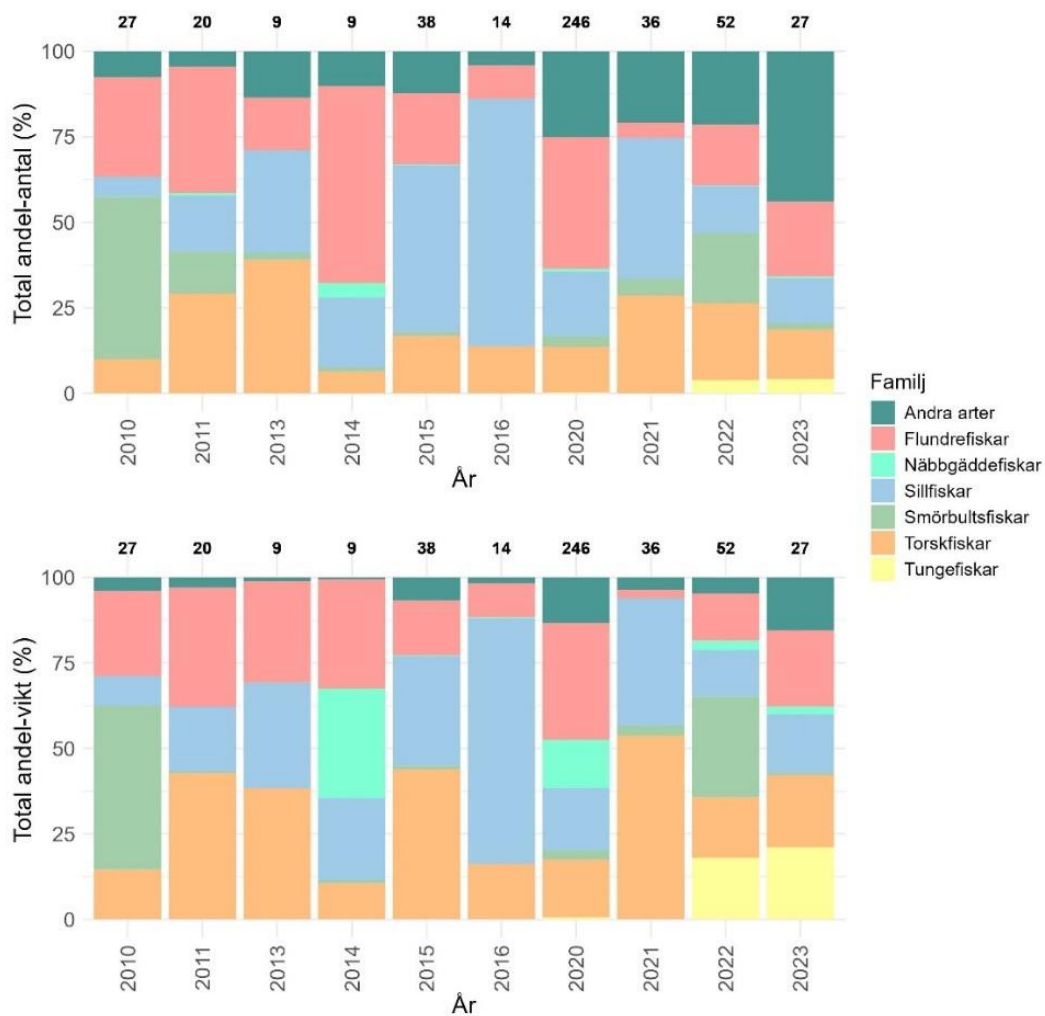 27 20 9 9 38 14 246 36 52 27
Total andel-antal (%)
100
75
50
25
0
2010 2011 2013 2014 2015 2016 2020 2021 2022 2023
År
27 20 9 9 38 14 246 36 52 27
Total andel-vikt (%)
100
75
50
25
0
2010 2011 2013 2014 2015 2016 2020 2021 2022 2023
År
Familj
Andra arter
Flundrefiskar
Näbbgäddefiskar
Sillfiskar
Smörbultsfiskar
Torskfiskar
Tungefiskar